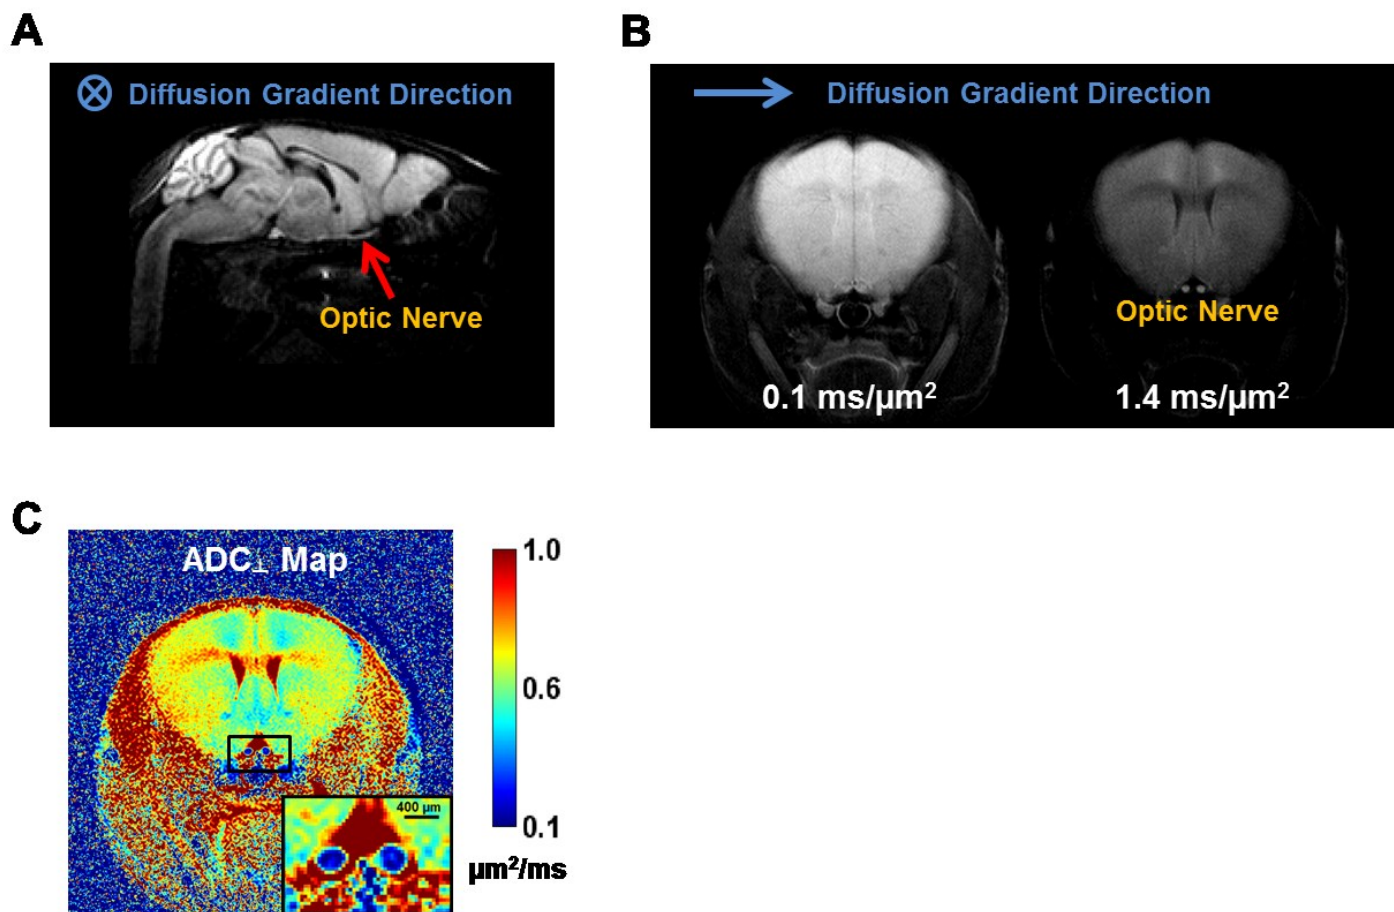 A
Diffusion Gradient Direction
Optic Nerve
B
Diffusion Gradient Direction
Optic Nerve
0.1 ms/µm²
1.4 ms/µm²
C
ADC⊥ Map
1.0
0.6
0.1
µm²/ms
400 µm